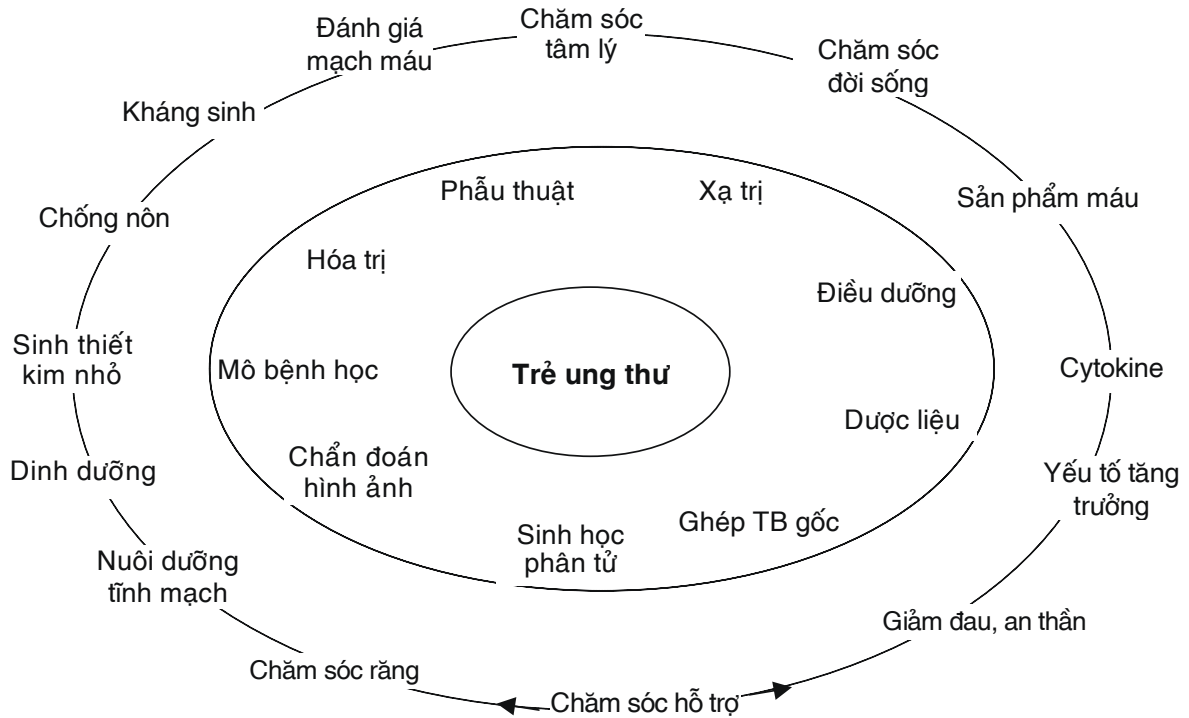 Chăm sóc
tâm lý
Đánh giá
mạch máu
Chăm sóc
đời sống
Kháng sinh
Phẫu thuật
Xạ trị
Sản phẩm máu
Chống nôn
Hóa trị
Điều dưỡng
Sinh thiết
kim nhỏ
Mô bệnh học
Trẻ ung thư
Cytokine
Dược liệu
Chẩn đoán
hình ảnh
Dinh dưỡng
Yếu tố tăng
trưởng
Ghép TB gốc
Sinh học
phân tử
Nuôi dưỡng
tĩnh mạch
Giảm đau, an thần
Chăm sóc răng
Chăm sóc hỗ trợ